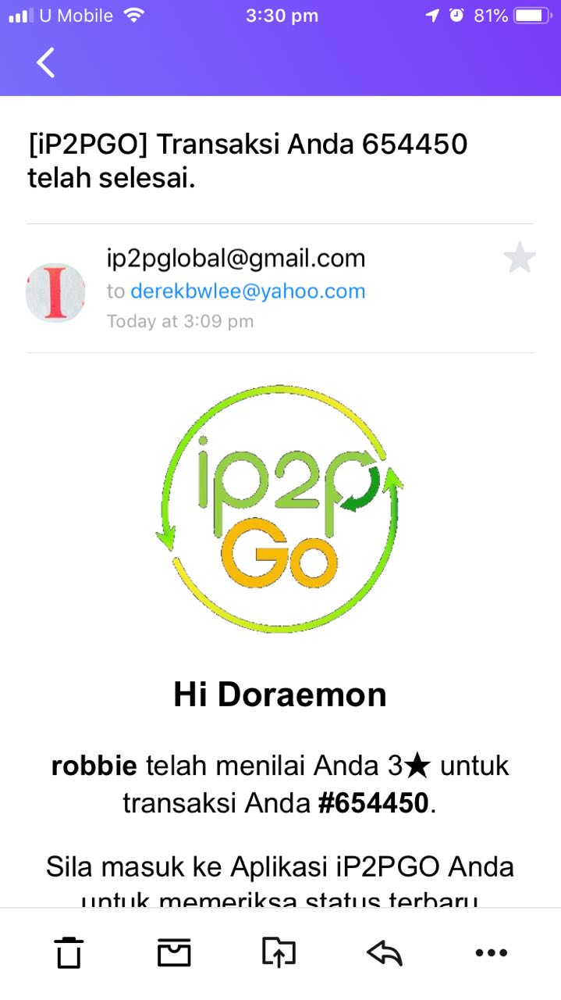 U Mobile 3:30 pm 81%
[iP2PGO] Transaksi Anda 654450
telah selesai.
ip2pglobal@gmail.com
to derekbwlee@yahoo.com
Today at 3:09 pm
I
ip2p
Go
Hi Doraemon
robbie telah menilai Anda 3★ untuk
transaksi Anda #654450.
Sila masuk ke Aplikasi iP2PGO Anda
untuk memeriksa status terbaru